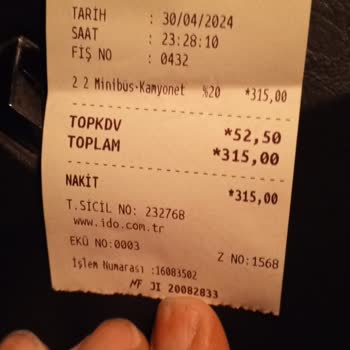 TARİH : 30/04/2024
SAAT : 23:28:10
FİŞ NO : 0432
2 2 Minibüs-Kamyonet %20 *315,00
TOPKDV *52,50
TOPLAM *315,00
NAKİT *315,00
T.SİCİL NO: 232768
www.ido.com.tr
EKÜ NO:0003 Z NO:1568
İşlem Numarası :16083502
MF JI 20082833